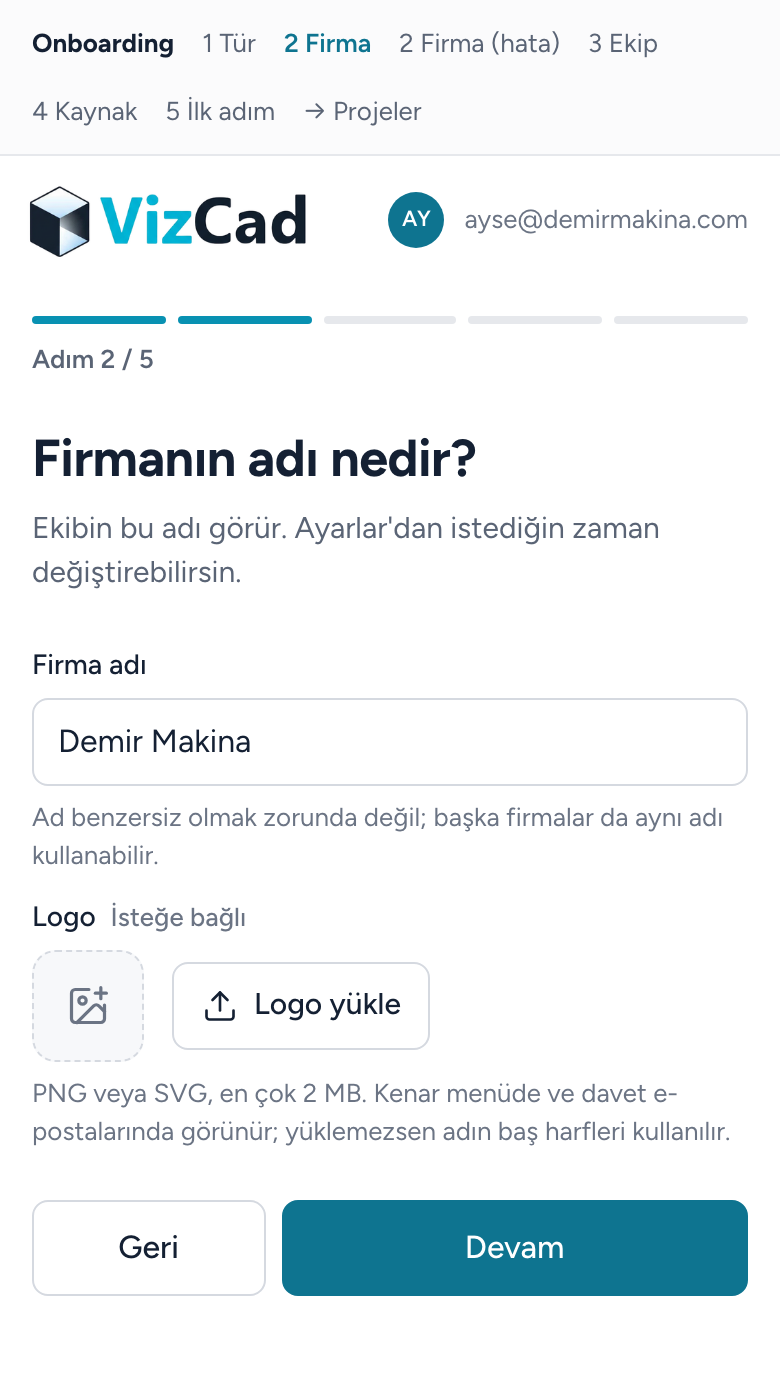 Onboarding 1 Tür 2 Firma 2 Firma (hata) 3 Ekip
4 Kaynak 5 İlk adım → Projeler
VizCad AY ayse@demirmakina.com
Adım 2 / 5
Firmanın adı nedir?
Ekibin bu adı görür. Ayarlar'dan istediğin zaman
değiştirebilirsin.
Firma adı
Demir Makina
Ad benzersiz olmak zorunda değil; başka firmalar da aynı adı
kullanabilir.
Logo İsteğe bağlı
Logo yükle
PNG veya SVG, en çok 2 MB. Kenar menüde ve davet e-
postalarında görünür; yüklemezsen adın baş harfleri kullanılır.
Geri Devam